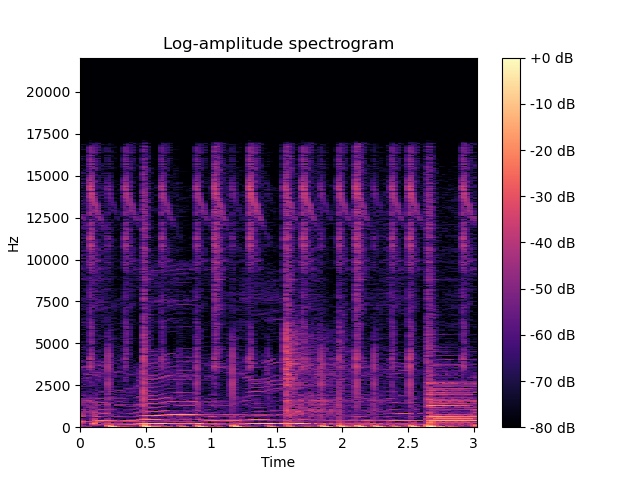 Log-amplitude spectrogram
Hz
20000
17500
15000
12500
10000
7500
5000
2500
0
0
0.5
1
1.5
2
2.5
3
Time
+0 dB
-10 dB
-20 dB
-30 dB
-40 dB
-50 dB
-60 dB
-70 dB
-80 dB